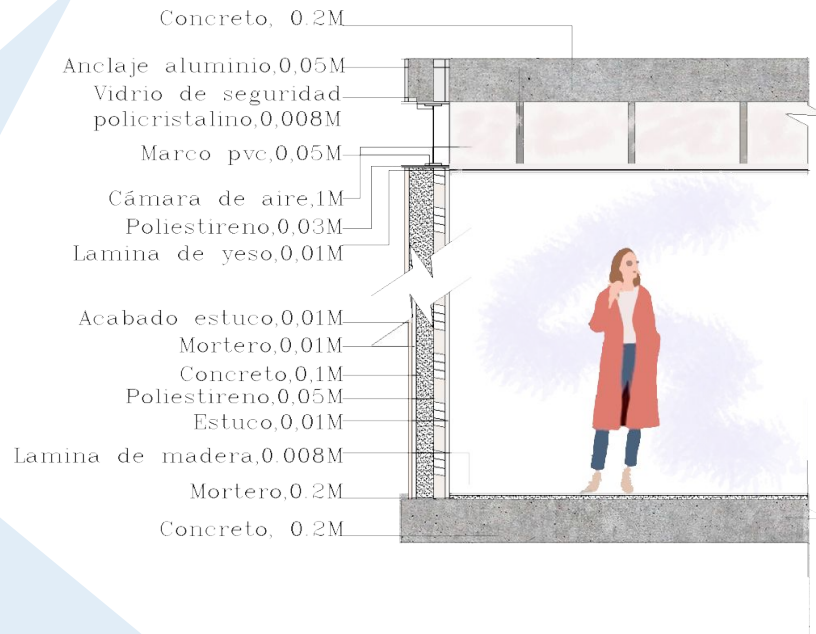 Concreto, 0.2M
Anclaje aluminio,0,05M
Vidrio de seguridad
policristalino,0,008M
Marco pvc,0,05M
Cámara de aire,1M
Poliestireno,0,03M
Lamina de yeso,0,01M
Acabado estuco,0,01M
Mortero,0,01M
Concreto,0,1M
Poliestireno,0,05M
Estuco,0,01M
Lamina de madera,0.008M
Mortero,0.2M
Concreto, 0.2M